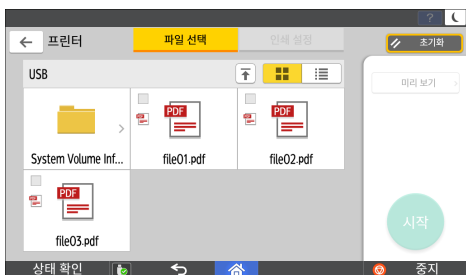 ?
프린터
파일 선택
인쇄 설정
초기화
USB
미리 보기
PDF
PDF
System Volume Inf...
file01.pdf
file02.pdf
PDF
시작
file03.pdf
상태 확인
중지